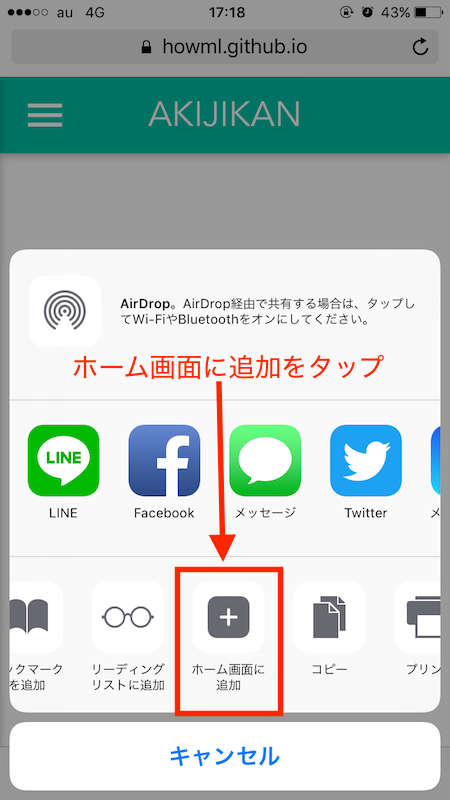 au 4G 17:18 43%
howml.github.io
AKIJIKAN
AirDrop。AirDrop経由で共有する場合は、タップし
てWi-FiやBluetoothをオンにしてください。
ホーム画面に追加をタップ
LINE
LINE Facebook メッセージ Twitter メ
ックマーク
を追加
リーディング
リストに追加
ホーム画面に
追加
コピー
プリン
キャンセル